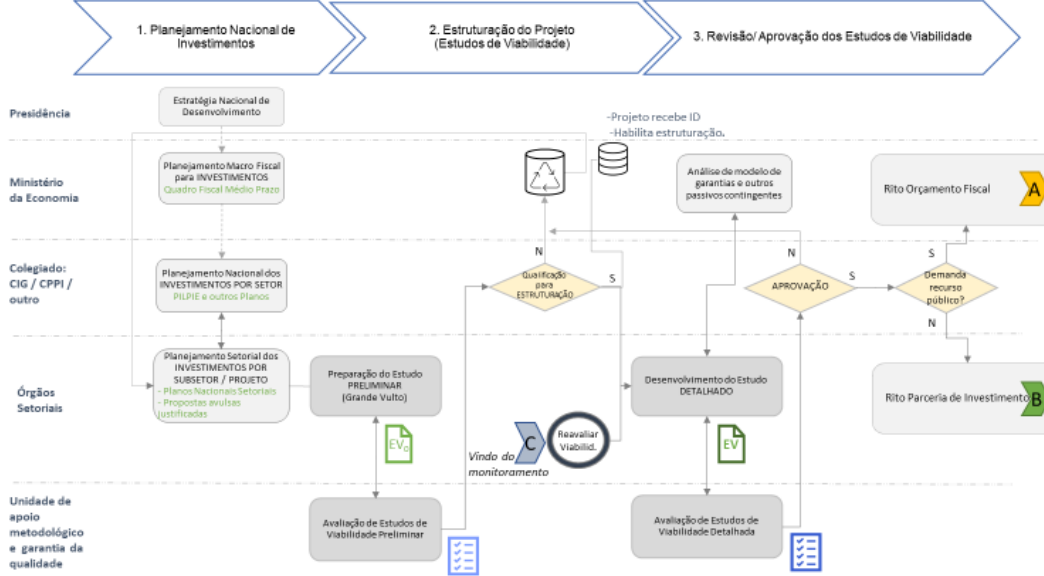 1. Planejamento Nacional de
Investimentos
2. Estruturação do Projeto
(Estudos de Viabilidade)
3. Revisão/ Aprovação dos Estudos de Viabilidade
Presidência
Estratégia Nacional de
Desenvolvimento
-Projeto recebe ID
-Habilita estruturação.
Ministério
da Economia
Planejamento Macro Fiscal
para INVESTIMENTOS
Quadro Fiscal Médio Prazo
Análise de modelo de
garantias e outros
passivos contingentes
Rito Orçamento Fiscal
A
Colegiado:
CIG / CPPI /
outro
Planejamento Nacional dos
INVESTIMENTOS POR SETOR
PILPIE e outros Planos
N
Qualificação
para
ESTRUTURAÇÃO
S
N
APROVAÇÃO
S
S
Demanda
recurso
público?
N
Órgãos
Setoriais
Planejamento Setorial dos
INVESTIMENTOS POR
SUBSETOR / PROJETO
- Planos Nacionais Setoriais
- Propostas avulsas
justificadas
Preparação do Estudo
PRELIMINAR
(Grande Vulto)
EV0
Vindo do
monitoramento
C
Reavaliar
Viabilid.
Desenvolvimento do Estudo
DETALHADO
EV
Rito Parceria de Investimento
B
Unidade de
apoio
metodológico
e garantia da
qualidade
Avaliação de Estudos de
Viabilidade Preliminar
Avaliação de Estudos de
Viabilidade Detalhada